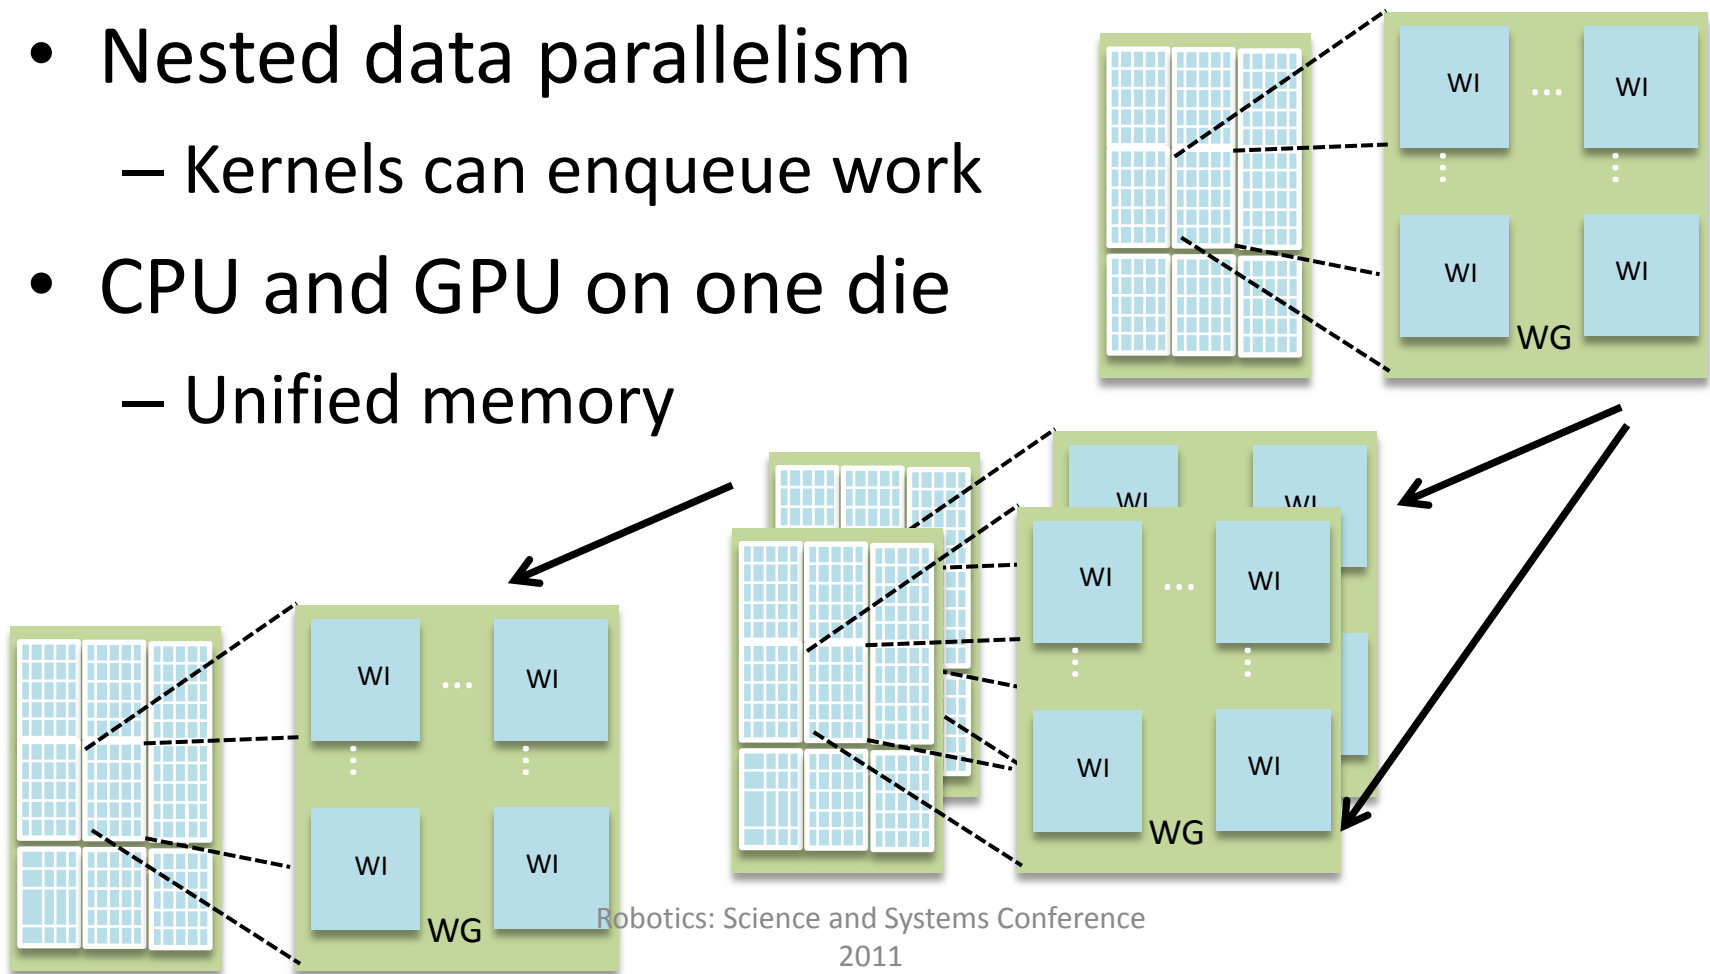 • Nested data parallelism
– Kernels can enqueue work
• CPU and GPU on one die
– Unified memory
WI ... WI
WI WI
WG
WI WI
WI ... WI
WI WI
WG
WI ... WI
WI WI
WG
Robotics: Science and Systems Conference
2011